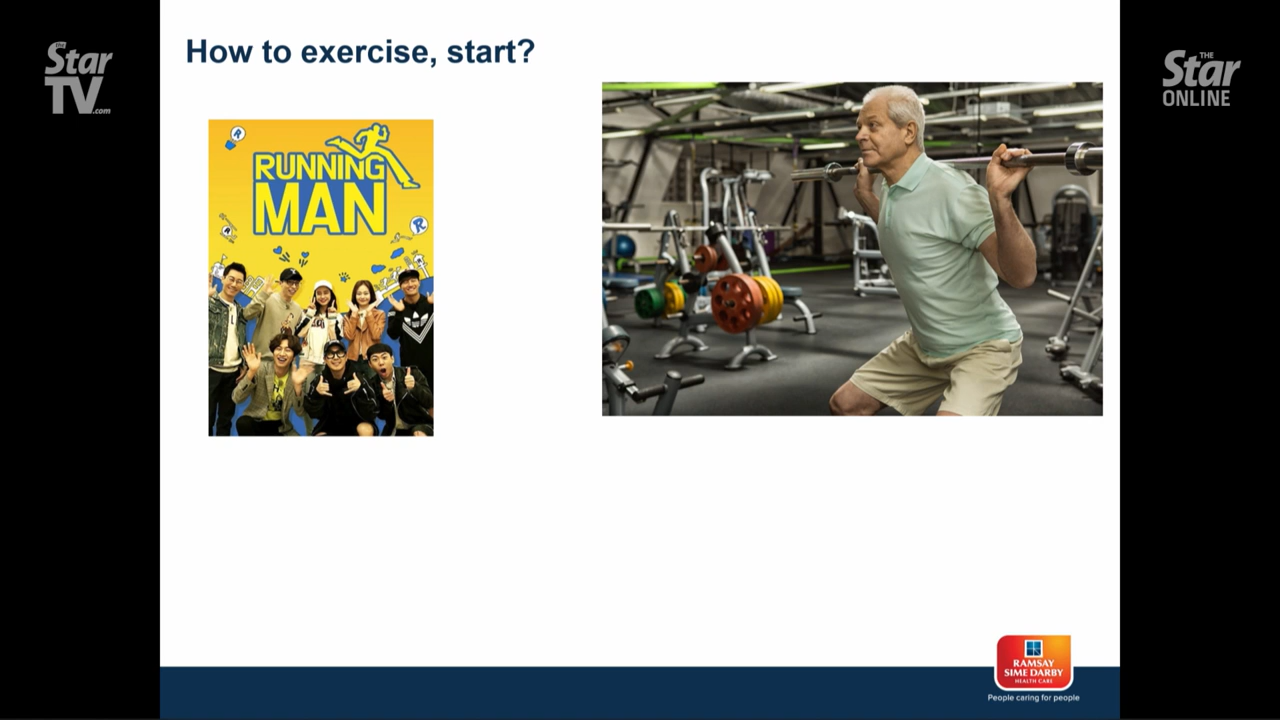 THE
Star
TV.com
How to exercise, start?
THE
Star
ONLINE
R
RUNNING
MAN
R
R
RAMSAY
SIME DARBY
HEALTH CARE
People caring for people